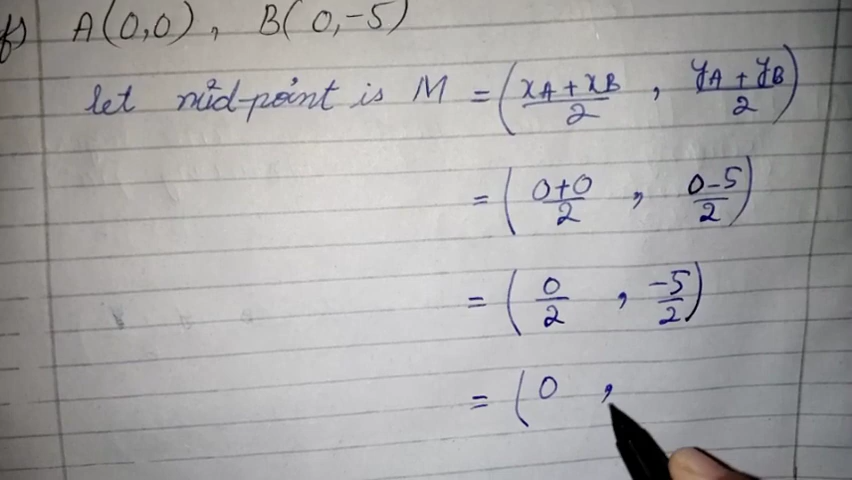 f) A(0,0), B(0,-5)
let mid-point is M = (xA+xB/2, yA+yB/2)
= (0+0/2, 0-5/2)
= (0/2, -5/2)
= (0,